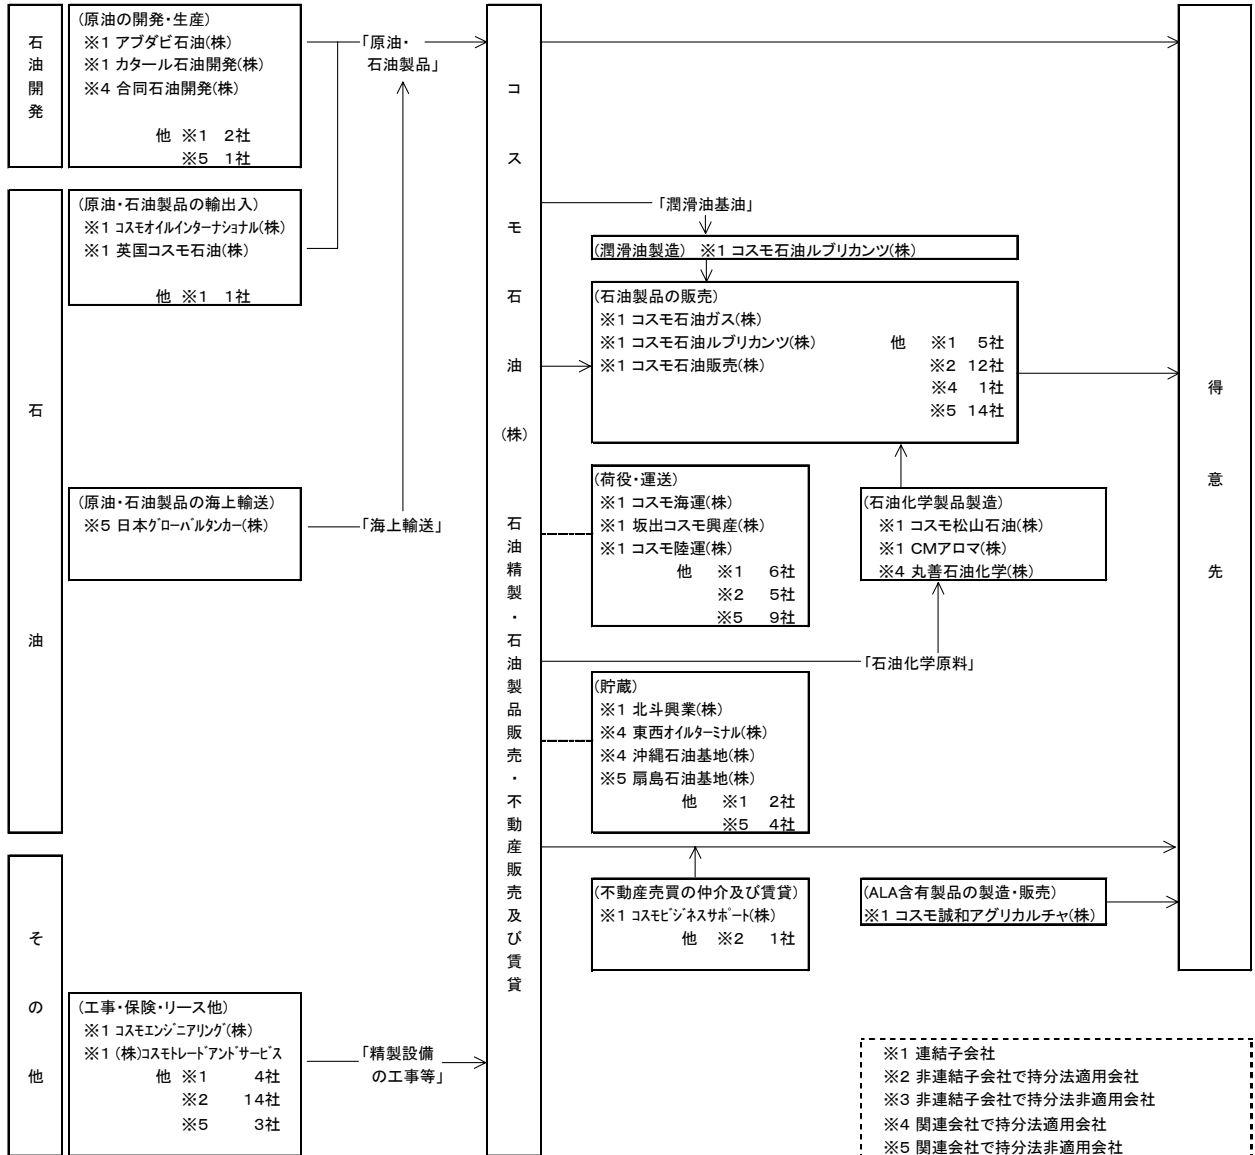 石油開発
(原油の開発・生産)
※1 アブダビ石油(株)
※1 カタール石油開発(株)
※4 合同石油開発(株)
他 ※1 2社
※5 1社
「原油・
石油製品」
石油
(原油・石油製品の輸出入)
※1 コスモオイルインターナショナル(株)
※1 英国コスモ石油(株)
他 ※1 1社
(原油・石油製品の海上輸送)
※5 日本グローバルタンカー(株)
「海上輸送」
その他
(工事・保険・リース他)
※1 コスモエンジニアリング(株)
※1 (株)コスモトレードアンドサービス
他 ※1 4社
※2 14社
※5 3社
「精製設備
の工事等」
コスモ石油(株)
石油精製・石油製品販売・不動産販売及び賃貸
「潤滑油基油」
(潤滑油製造) ※1 コスモ石油ルブリカンツ(株)
(石油製品の販売)
※1 コスモ石油ガス(株)
※1 コスモ石油ルブリカンツ(株) 他 ※1 5社
※1 コスモ石油販売(株) ※2 12社
※4 1社
※5 14社
(荷役・運送)
※1 コスモ海運(株)
※1 坂出コスモ興産(株)
※1 コスモ陸運(株)
他 ※1 6社
※2 5社
※5 9社
(石油化学製品製造)
※1 コスモ松山石油(株)
※1 CMアロマ(株)
※4 丸善石油化学(株)
「石油化学原料」
(貯蔵)
※1 北斗興業(株)
※4 東西オイルターミナル(株)
※4 沖縄石油基地(株)
※5 扇島石油基地(株)
他 ※1 2社
※5 4社
(不動産売買の仲介及び賃貸)
※1 コスモビジネスサポート(株)
他 ※2 1社
(ALA含有製品の製造・販売)
※1 コスモ誠和アグリカルチャ(株)
得意先
※1 連結子会社
※2 非連結子会社で持分法適用会社
※3 非連結子会社で持分法非適用会社
※4 関連会社で持分法適用会社
※5 関連会社で持分法非適用会社